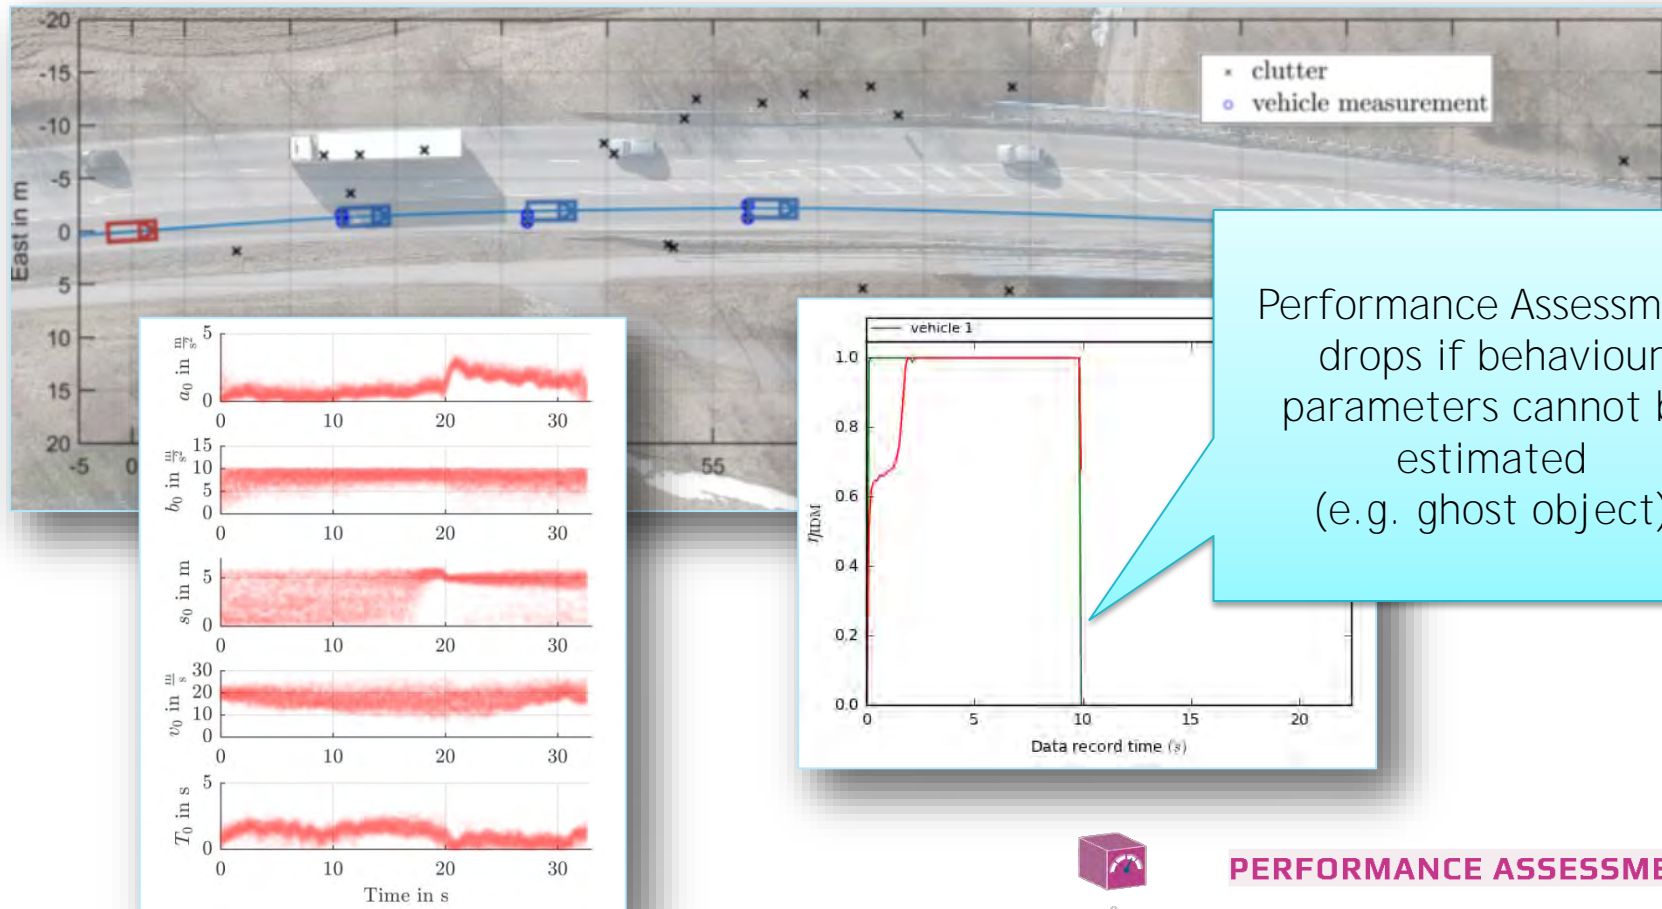 -20
-15
-10
-5
0
5
10
15
20
East in m
-5 0 55
clutter
vehicle measurement
Performance Assessm
drops if behaviour
parameters cannot b
estimated
(e.g. ghost object)
a₀ in m/s²
5
0
0 10 20 30
b₀ in m/s²
15
10
5
0
0 10 20 30
s₀ in m
5
0
0 10 20 30
v₀ in m/s
30
20
10
0
0 10 20 30
T₀ in s
5
0
0 10 20 30
Time in s
vehicle 1
1.0
0.8
0.6
0.4
0.2
0.0
ηIDM
0 5 10 15 20
Data record time (s)
PERFORMANCE ASSESSME